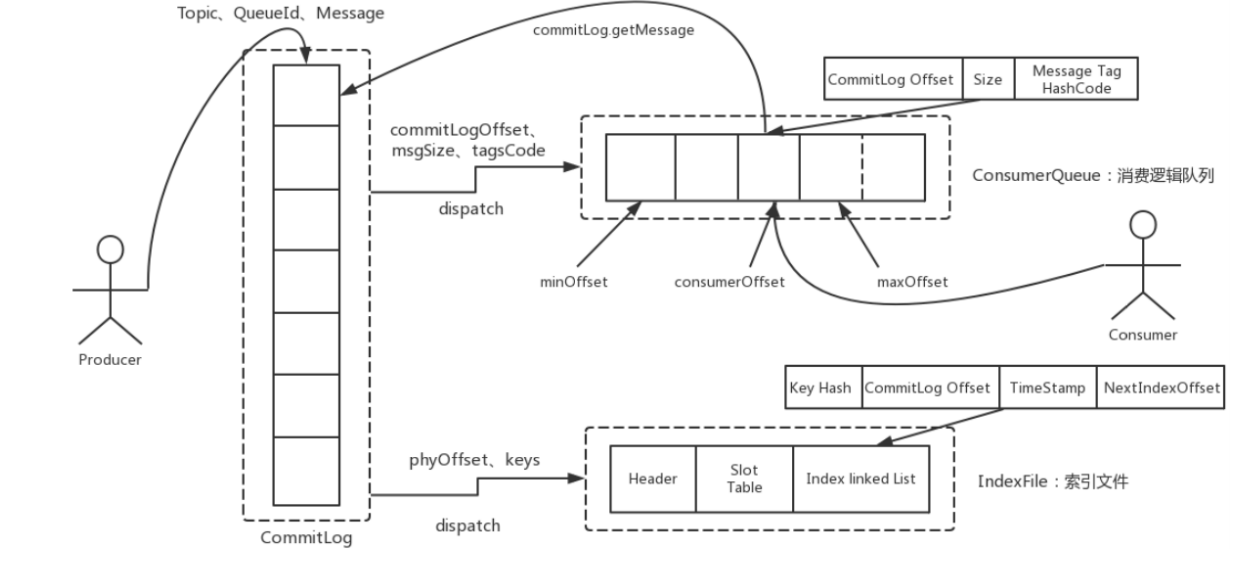 Topic、QueueId、Message
commitLog.getMessage
CommitLog Offset
Size
Message Tag
HashCode
commitLogOffset、
msgSize、tagsCode
dispatch
ConsumerQueue：消费逻辑队列
minOffset
consumerOffset
maxOffset
Producer
Consumer
Key Hash
CommitLog Offset
TimeStamp
NextIndexOffset
phyOffset、keys
dispatch
Header
Slot
Table
Index linked List
IndexFile：索引文件
CommitLog